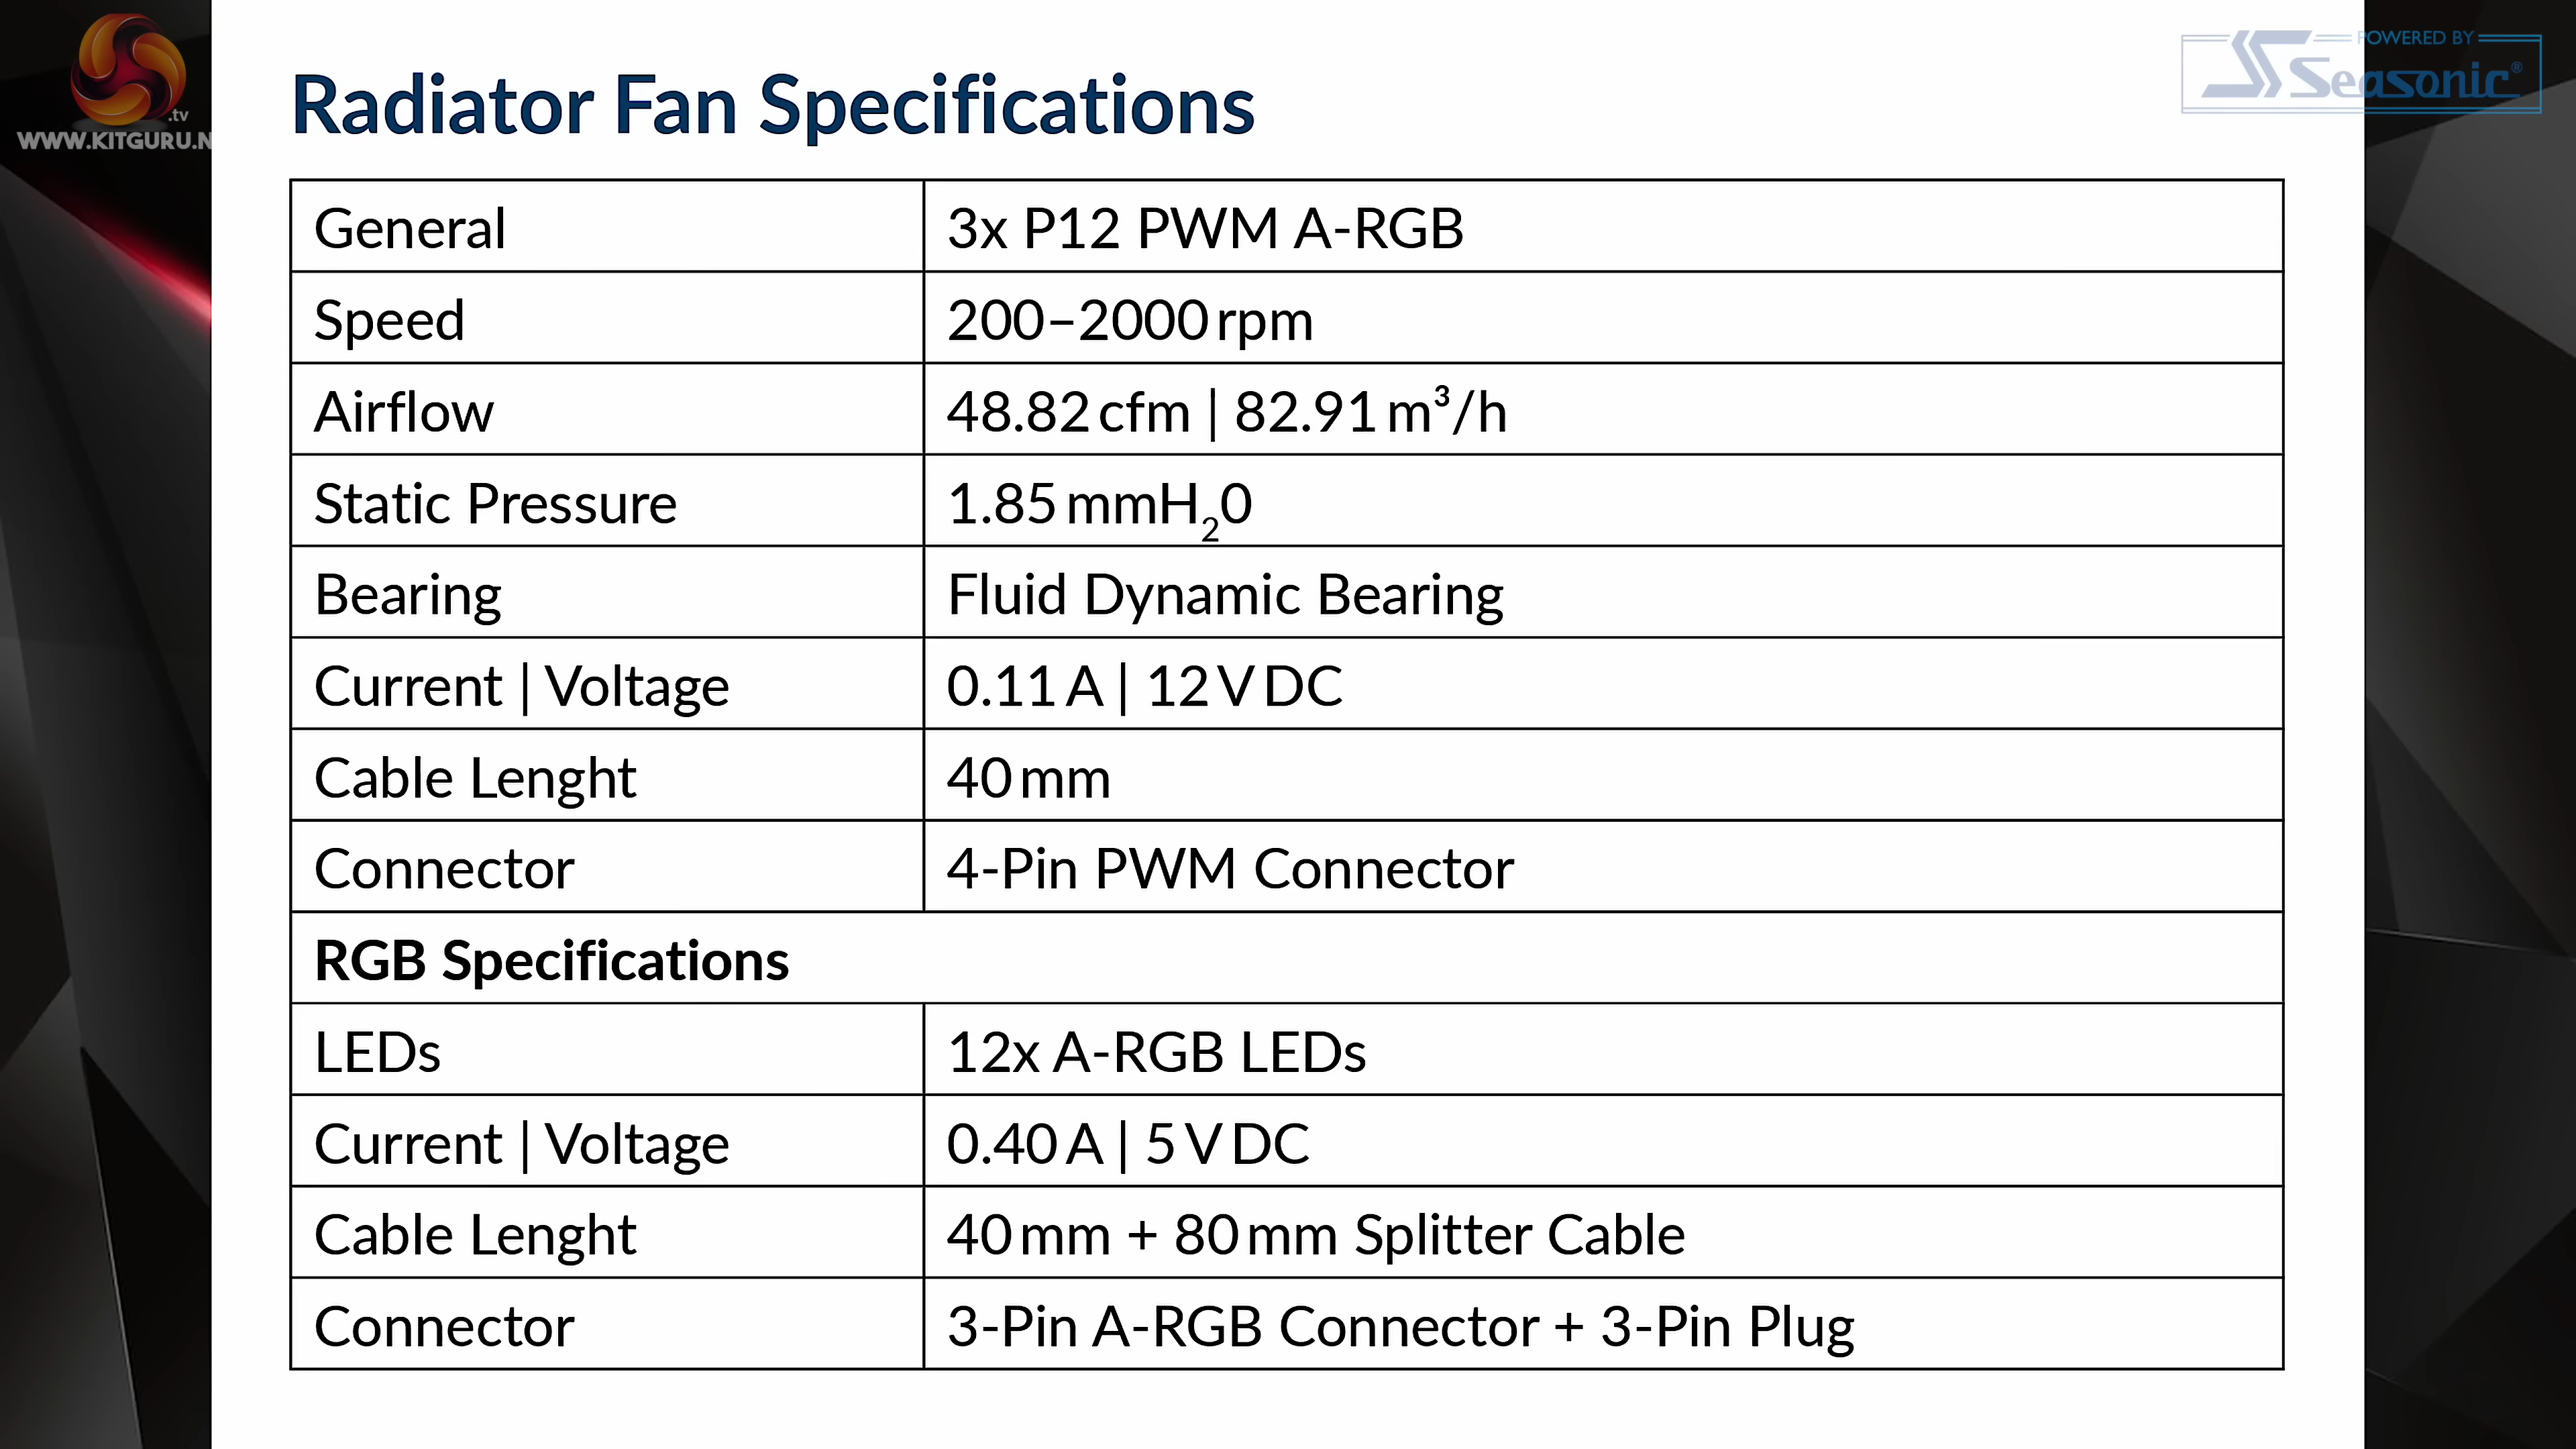 .tv
WWW.KITGURU.N
POWERED BY
Seasonic®
Radiator Fan Specifications
General 3x P12 PWM A-RGB
Speed 200–2000 rpm
Airflow 48.82 cfm | 82.91 m³/h
Static Pressure 1.85 mmH₂0
Bearing Fluid Dynamic Bearing
Current | Voltage 0.11 A | 12 V DC
Cable Lenght 40 mm
Connector 4-Pin PWM Connector
RGB Specifications
LEDs 12x A-RGB LEDs
Current | Voltage 0.40 A | 5 V DC
Cable Lenght 40 mm + 80 mm Splitter Cable
Connector 3-Pin A-RGB Connector + 3-Pin Plug